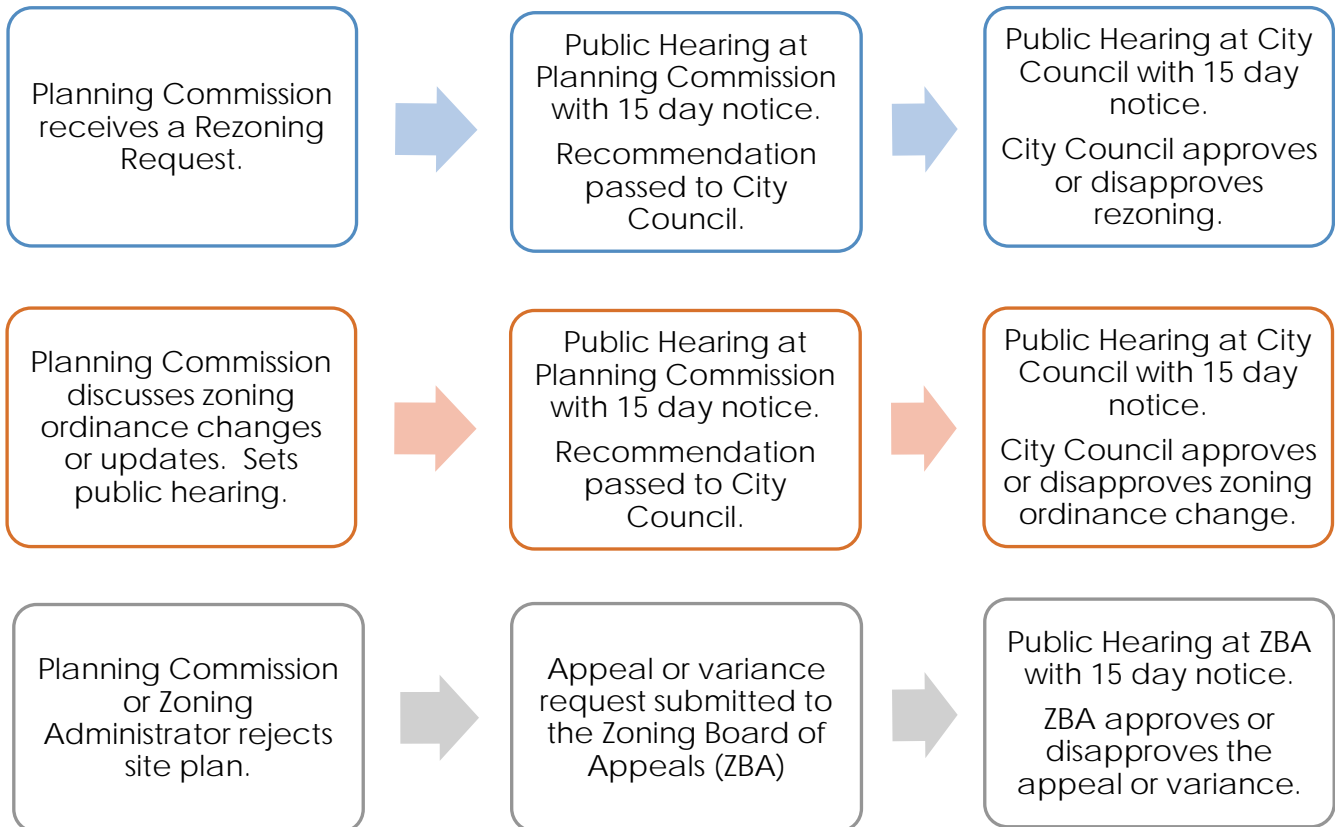 Planning Commission
receives a Rezoning
Request.
Public Hearing at
Planning Commission
with 15 day notice.
Recommendation
passed to City
Council.
Public Hearing at City
Council with 15 day
notice.
City Council approves
or disapproves
rezoning.
Planning Commission
discusses zoning
ordinance changes
or updates.  Sets
public hearing.
Public Hearing at
Planning Commission
with 15 day notice.
Recommendation
passed to City
Council.
Public Hearing at City
Council with 15 day
notice.
City Council approves
or disapproves zoning
ordinance change.
Planning Commission
or Zoning
Administrator rejects
site plan.
Appeal or variance
request submitted to
the Zoning Board of
Appeals (ZBA)
Public Hearing at ZBA
with 15 day notice.
ZBA approves or
disapproves the
appeal or variance.